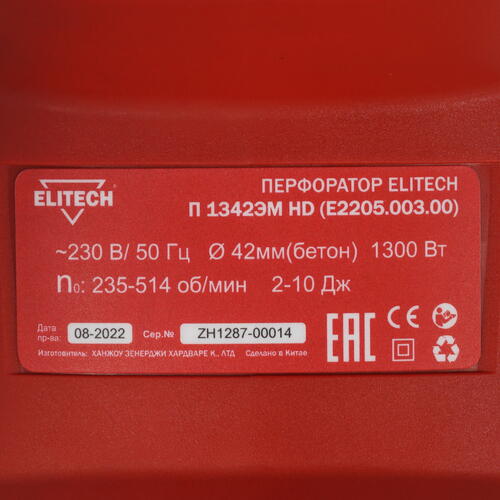 ELITECH®
ПЕРФОРАТОР ELITECH
П 1342ЭМ HD (E2205.003.00)
~230 В/ 50 Гц Ø 42мм(бетон) 1300 Вт
n₀: 235-514 об/мин 2-10 Дж
Дата пр-ва: 08-2022 Сер.№ ZH1287-00014
Изготовитель: ХАНЖОУ ЗЕНЕРДЖИ ХАРДВАРЕ К., ЛТД Сделано в Китае
EAC CE